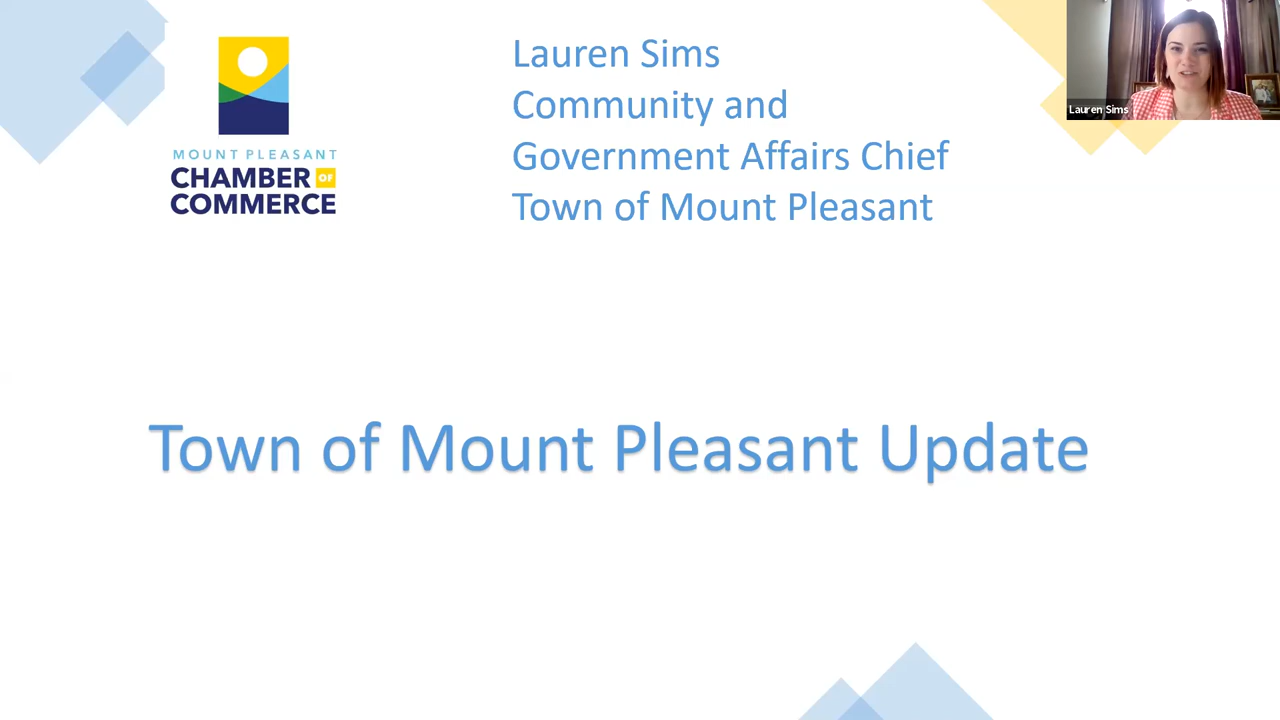 MOUNT PLEASANT
CHAMBER OF
COMMERCE
Lauren Sims
Community and
Government Affairs Chief
Town of Mount Pleasant
Lauren Sims
Town of Mount Pleasant Update